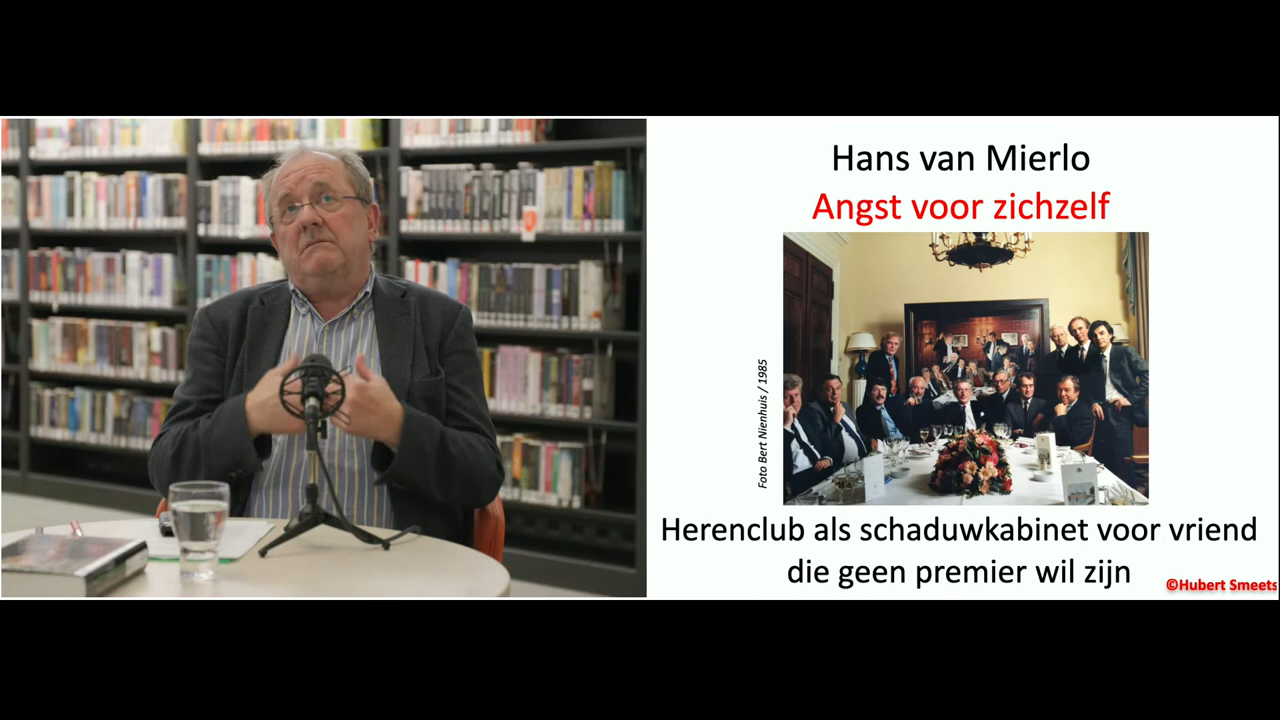 Hans van Mierlo
Angst voor zichzelf
Foto Bert Nienhuis / 1985
Herenclub als schaduwkabinet voor vriend
die geen premier wil zijn
©Hubert Smeets